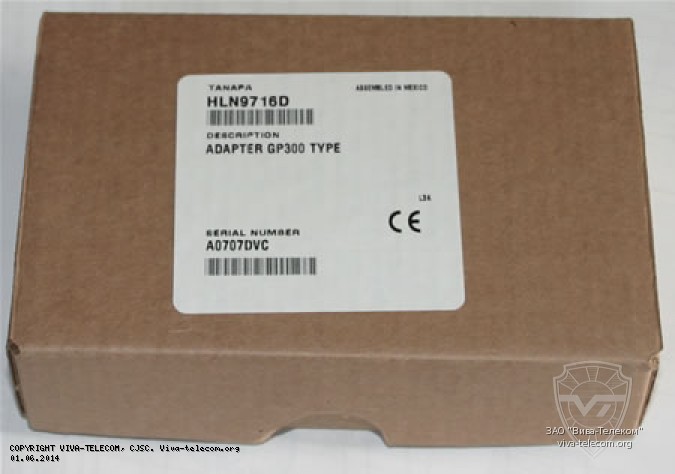 TANAPA
ASSEMBLED IN MEXICO
HLN9716D
DESCRIPTION
ADAPTER GP300 TYPE
LSA
CE
SERIAL NUMBER
A0707DVC
ЗАО "Вива-Телеком"
viva-telecom.org
COPYRIGHT VIVA-TELECOM, CJSC. Viva-telecom.org
01.06.2014